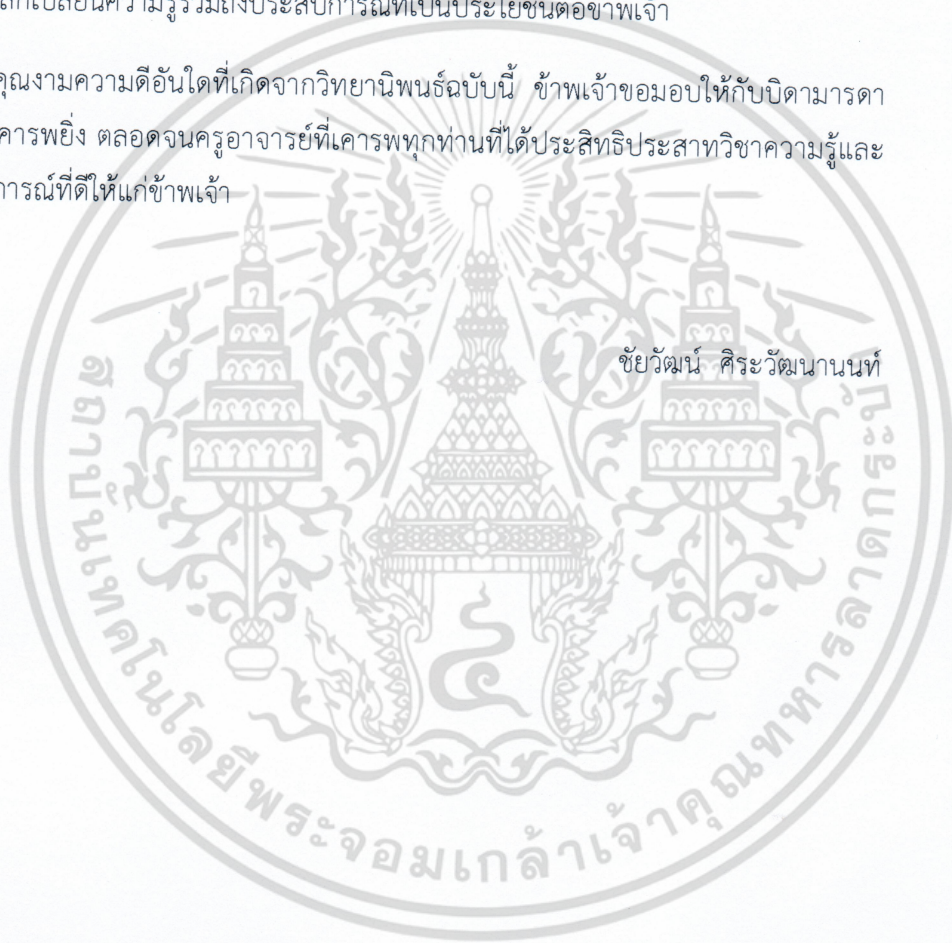 เปลี่ยนความรู้รวมถึงประสบการณ์ที่เป็นประโยชน์ต่อข้าพเจ้า
คุณงามความดีอันใดที่เกิดจากวิทยานิพนธ์ฉบับนี้ ข้าพเจ้าขอมอบให้กับบิดามารดา
คารพยิ่ง ตลอดจนครูอาจารย์ที่เคารพทุกท่านที่ได้ประสิทธิประสาทวิชาความรู้และ
การณ์ที่ดีให้แก่ข้าพเจ้า
ชัยวัฒน์ ศิระวัฒนานนท์
สถาบันเทคโนโลยีพระจอมเกล้าเจ้าคุณทหารลาดกระบัง
๔